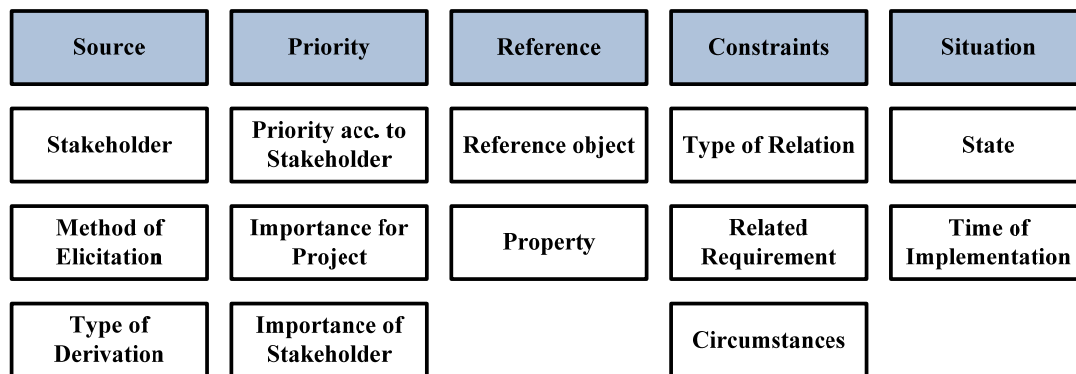 Source
Priority
Reference
Constraints
Situation
Stakeholder
Priority acc. to
Stakeholder
Reference object
Type of Relation
State
Method of
Elicitation
Importance for
Project
Property
Related
Requirement
Time of
Implementation
Type of
Derivation
Importance of
Stakeholder
Circumstances